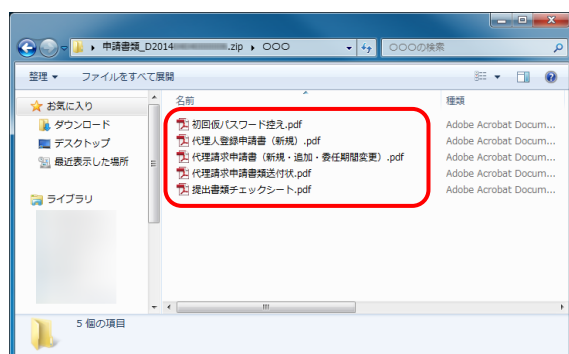 申請書類_D2014 .zip ▸ 〇〇〇
〇〇〇の検索
整理 ▼ ファイルをすべて展開
お気に入り
ダウンロード
デスクトップ
最近表示した場所
ライブラリ
名前 種類
初回仮パスワード控え.pdf Adobe Acrobat Docum...
代理人登録申請書（新規）.pdf Adobe Acrobat Docum...
代理請求申請書（新規・追加・委任期間変更）.pdf Adobe Acrobat Docum...
代理請求申請書類送付状.pdf Adobe Acrobat Docum...
提出書類チェックシート.pdf Adobe Acrobat Docum...
5 個の項目